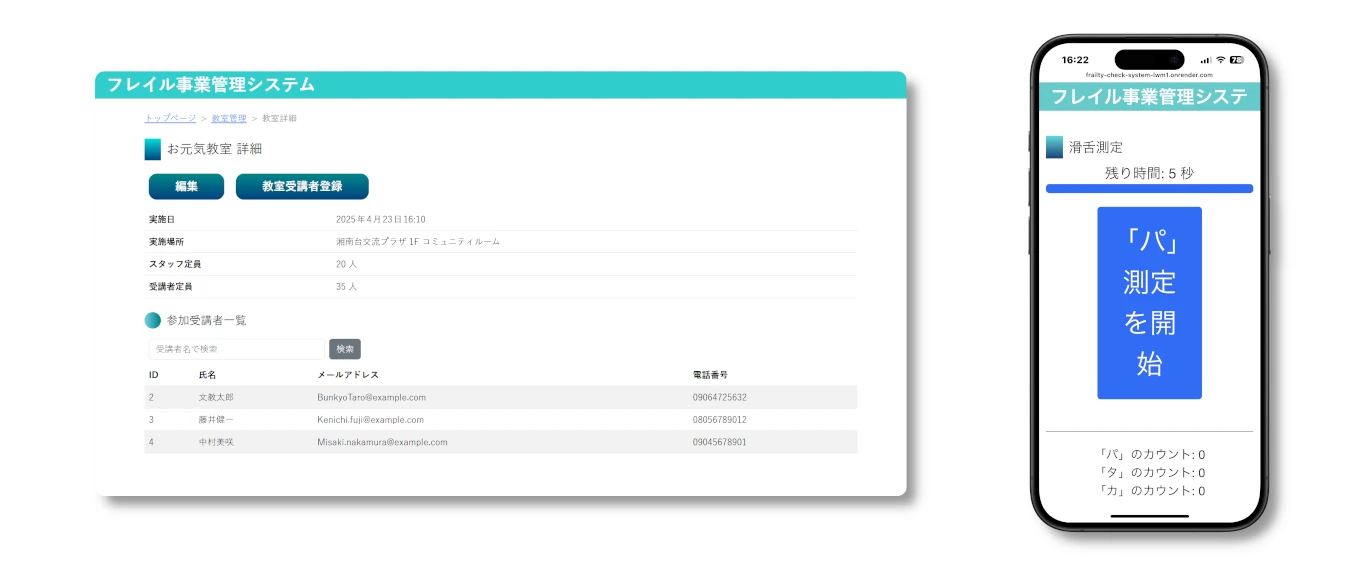 フレイル事業管理システム
トップページ > 教室管理 > 教室詳細
お元気教室 詳細
編集 教室受講者登録
実施日 2025年4月23日16:10
実施場所 湘南台交流プラザ 1F コミュニティルーム
スタッフ定員 20 人
受講者定員 35 人
参加受講者一覧
受講者名で検索 検索
ID 氏名 メールアドレス 電話番号
2 文教太郎 BunkyoTaro@example.com 09064725632
3 藤井健一 Kenichi.fuji@example.com 08056789012
4 中村美咲 Misaki.nakamura@example.com 09045678901
16:22 78
frailty-check-system-lwm1.onrender.com
フレイル事業管理システ
滑舌測定
残り時間: 5 秒
「パ」
測定
を開
始
「パ」のカウント: 0
「タ」のカウント: 0
「カ」のカウント: 0